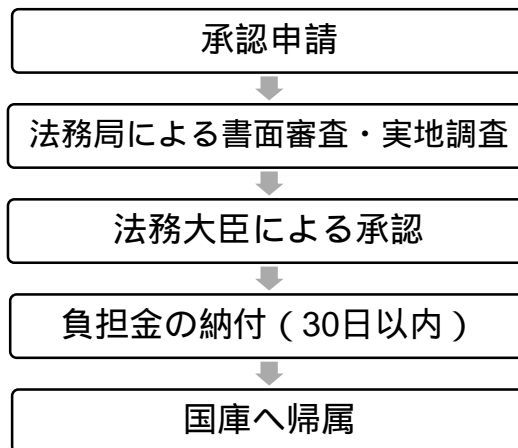 承認申請
法務局による書面審査・実地調査
法務大臣による承認
負担金の納付(30日以内)
国庫へ帰属